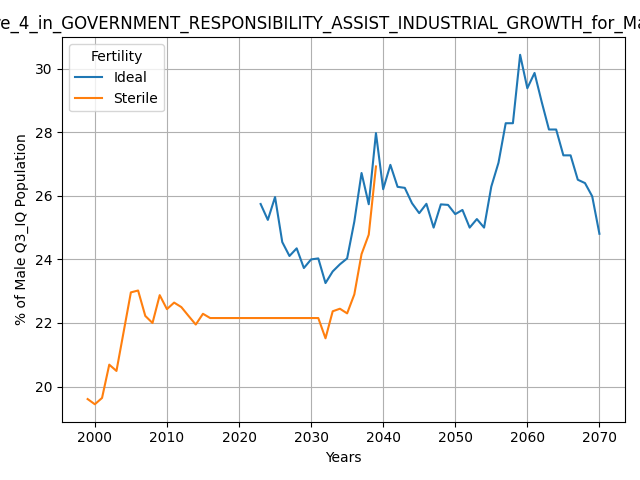 re_4_in_GOVERNMENT_RESPONSIBILITY_ASSIST_INDUSTRIAL_GROWTH_for_Ma
Fertility
Ideal
Sterile
% of Male Q3_IQ Population
30
28
26
24
22
20
2000 2010 2020 2030 2040 2050 2060 2070
Years